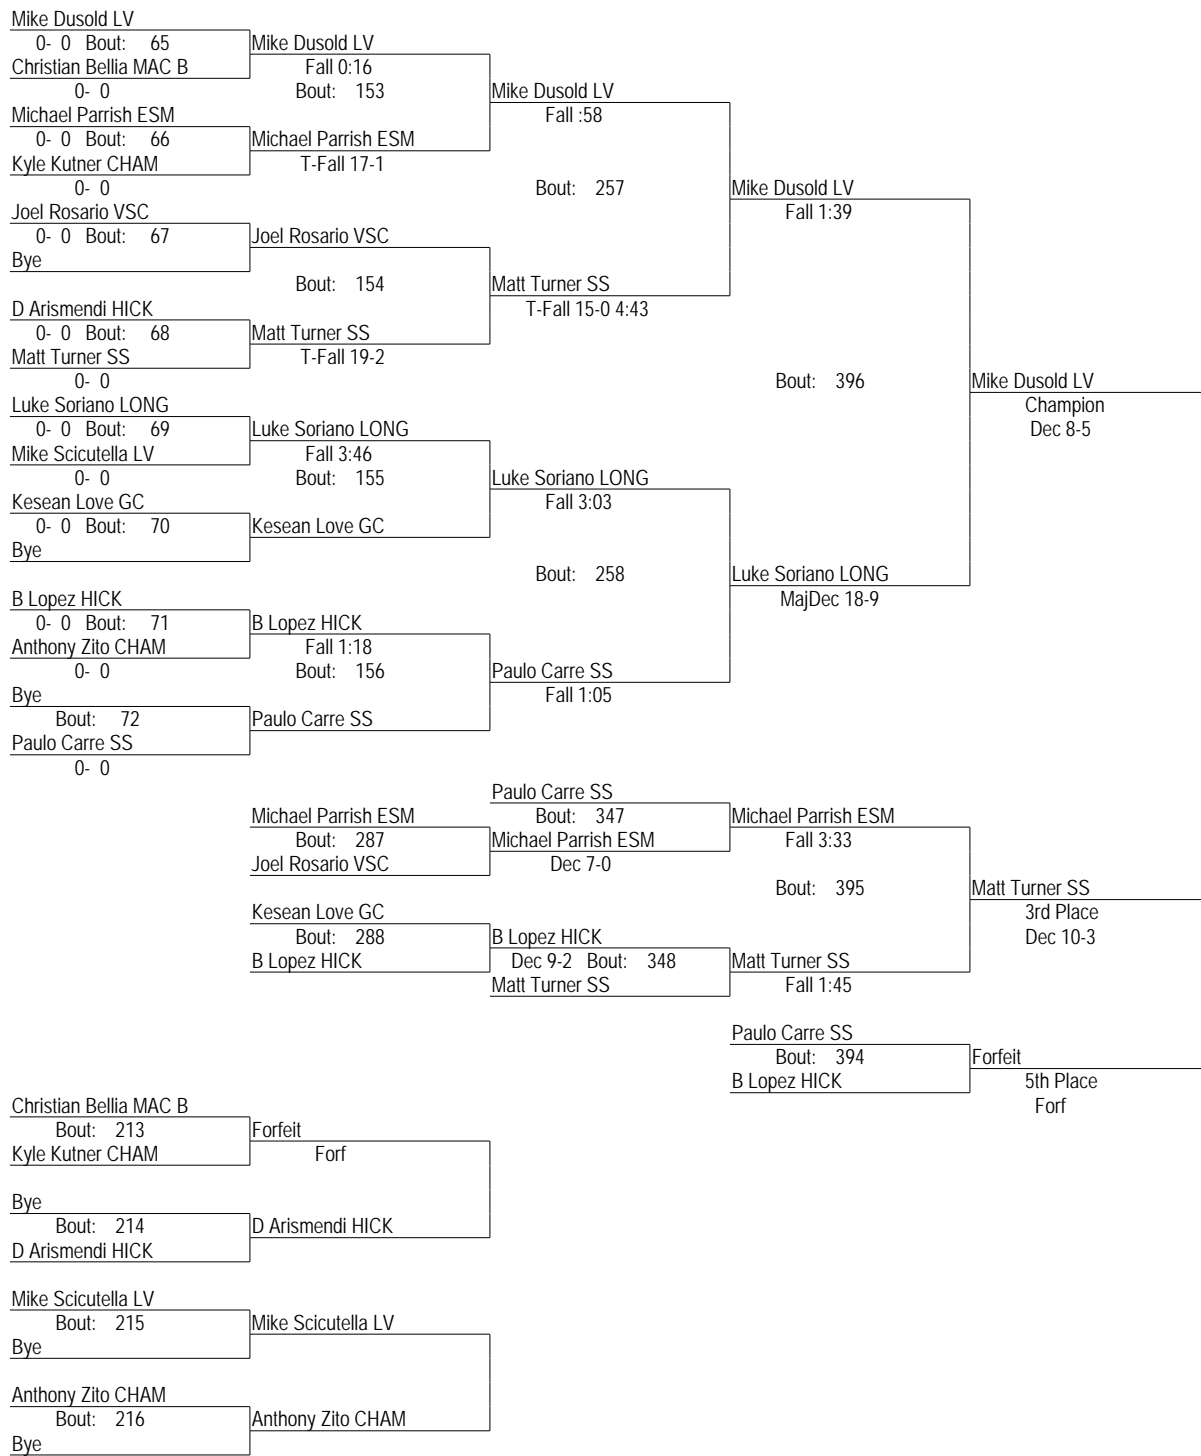 Mike Dusold LV
0- 0 Bout: 65
Christian Bellia MAC B
0- 0
Michael Parrish ESM
0- 0 Bout: 66
Kyle Kutner CHAM
0- 0
Joel Rosario VSC
0- 0 Bout: 67
Bye
D Arismendi HICK
0- 0 Bout: 68
Matt Turner SS
0- 0
Luke Soriano LONG
0- 0 Bout: 69
Mike Scicutella LV
0- 0
Kesean Love GC
0- 0 Bout: 70
Bye
B Lopez HICK
0- 0 Bout: 71
Anthony Zito CHAM
0- 0
Bye
Bout: 72
Paulo Carre SS
0- 0
Mike Dusold LV
Fall 0:16
Bout: 153
Michael Parrish ESM
T-Fall 17-1
Joel Rosario VSC
Bout: 154
Matt Turner SS
T-Fall 19-2
Luke Soriano LONG
Fall 3:46
Bout: 155
Kesean Love GC
B Lopez HICK
Fall 1:18
Bout: 156
Paulo Carre SS
Mike Dusold LV
Fall :58
Bout: 257
Matt Turner SS
T-Fall 15-0 4:43
Luke Soriano LONG
Fall 3:03
Bout: 258
Paulo Carre SS
Fall 1:05
Mike Dusold LV
Fall 1:39
Bout: 396
Luke Soriano LONG
MajDec 18-9
Mike Dusold LV
Champion
Dec 8-5
Michael Parrish ESM
Bout: 287
Joel Rosario VSC
Kesean Love GC
Bout: 288
B Lopez HICK
Paulo Carre SS
Bout: 347
Michael Parrish ESM
Dec 7-0
B Lopez HICK
Dec 9-2 Bout: 348
Matt Turner SS
Michael Parrish ESM
Fall 3:33
Bout: 395
Matt Turner SS
Fall 1:45
Matt Turner SS
3rd Place
Dec 10-3
Paulo Carre SS
Bout: 394
B Lopez HICK
Forfeit
5th Place
Forf
Christian Bellia MAC B
Bout: 213
Kyle Kutner CHAM
Forfeit
Forf
Bye
Bout: 214
D Arismendi HICK
D Arismendi HICK
Mike Scicutella LV
Bout: 215
Bye
Mike Scicutella LV
Anthony Zito CHAM
Bout: 216
Bye
Anthony Zito CHAM